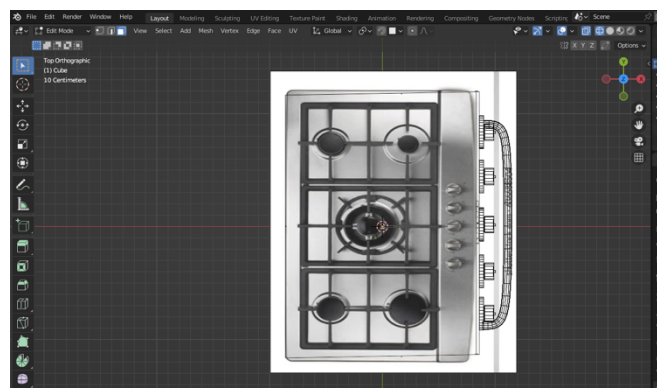 File Edit Render Window Help Layout Modeling Sculpting UV Editing Texture Paint Shading Animation Rendering Compositing Geometry Nodes Scripting Scene
Edit Mode View Select Add Mesh Vertex Edge Face UV Global
X Y Z Options
Top Orthographic
(1) Cube
10 Centimeters
Y
X
Z